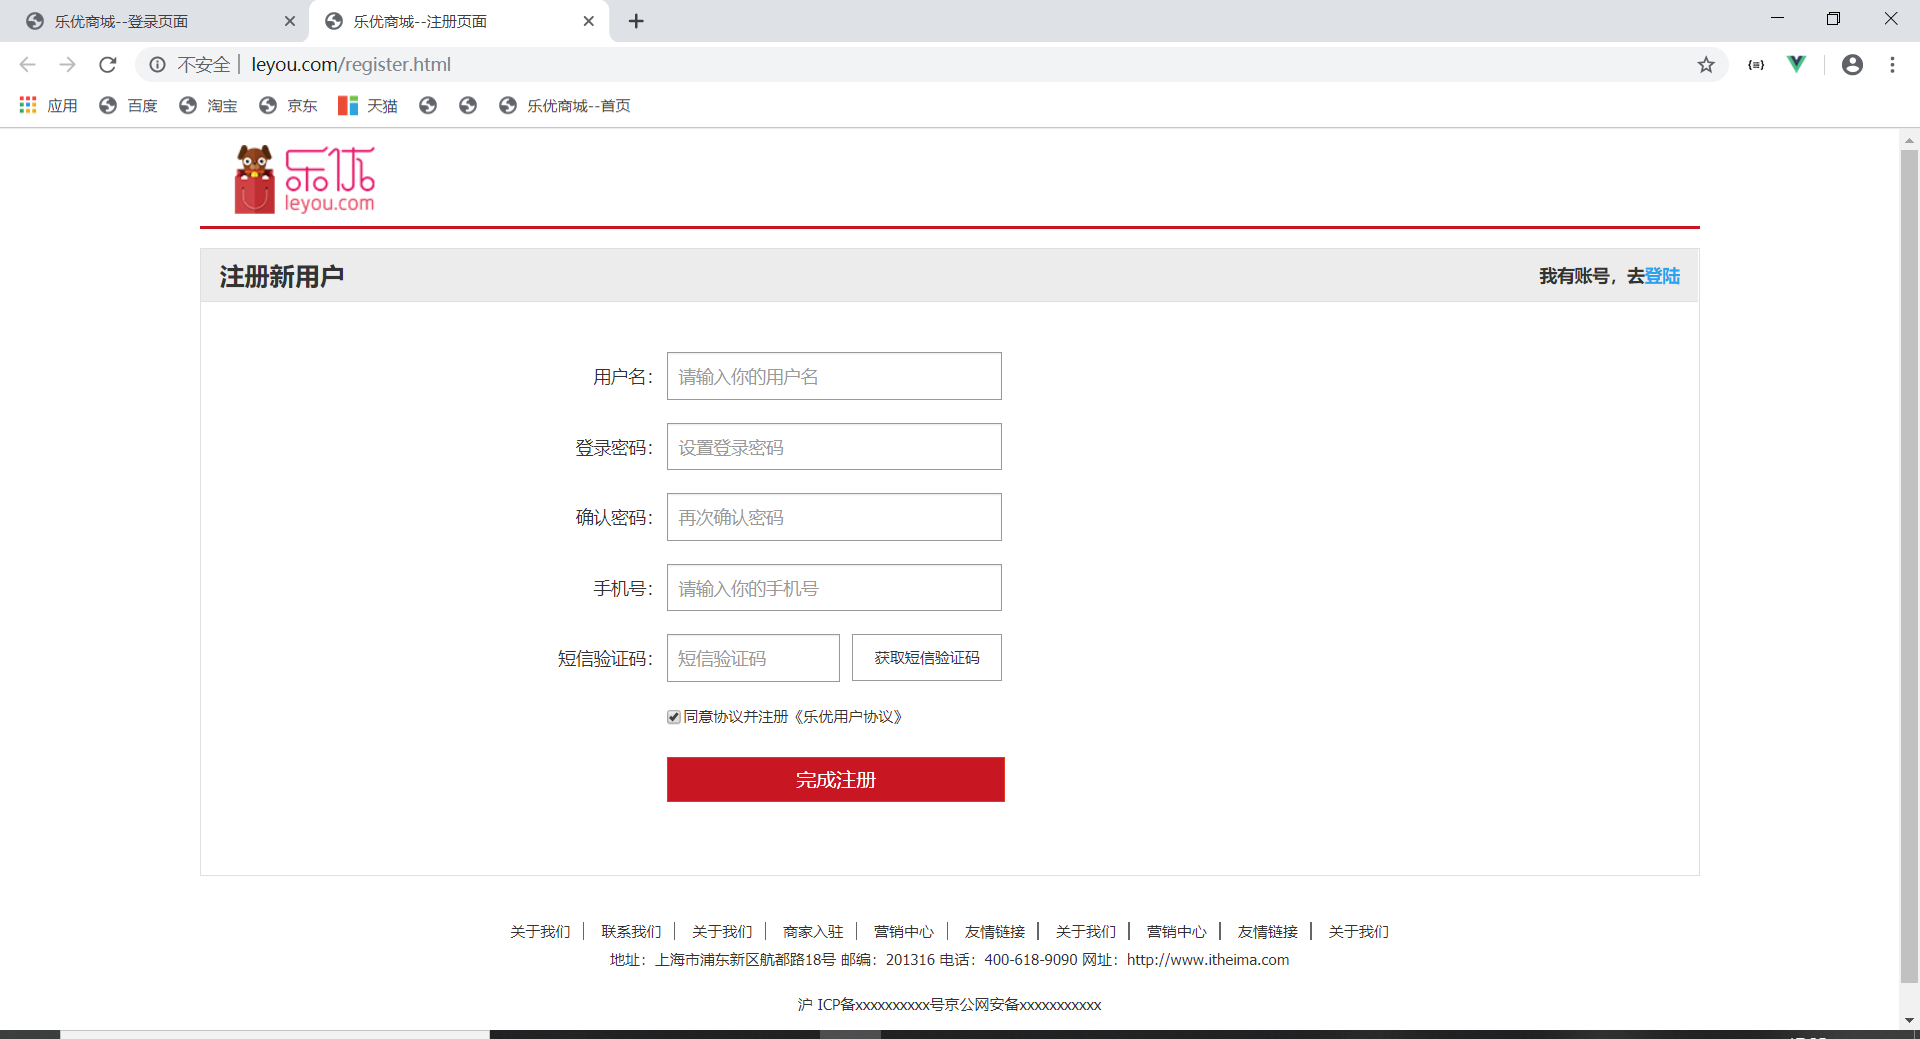 乐优商城--登录页面
乐优商城--注册页面
不安全 leyou.com/register.html
应用 百度 淘宝 京东 天猫 乐优商城--首页
乐优
leyou.com
注册新用户 我有账号，去登陆
用户名： 请输入你的用户名
登录密码： 设置登录密码
确认密码： 再次确认密码
手机号： 请输入你的手机号
短信验证码： 短信验证码 获取短信验证码
同意协议并注册《乐优用户协议》
完成注册
关于我们 联系我们 关于我们 商家入驻 营销中心 友情链接 关于我们 营销中心 友情链接 关于我们
地址：上海市浦东新区航都路18号 邮编：201316 电话：400-618-9090 网址：http://www.itheima.com
沪 ICP备xxxxxxxxxx号京公网安备xxxxxxxxxxx